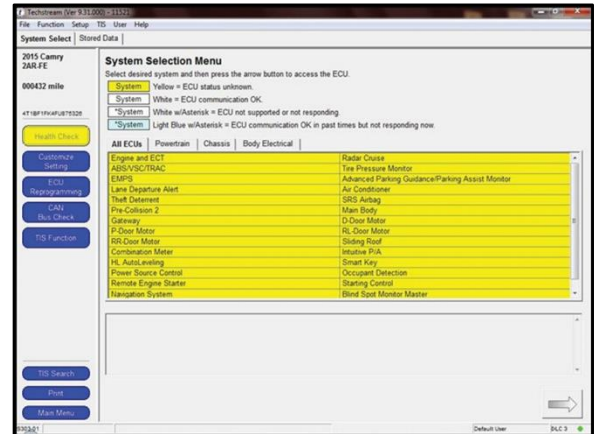 Techstream (Ver 9.31.000) - 11321
File Function Setup TIS User Help
System Select Stored Data
2015 Camry
2AR-FE
000432 mile
Health Check
Customize Setting
ECU Reprogramming
CAN Bus Check
TIS Function
TIS Search
Print
Main Menu
System Selection Menu
Select desired system and then press the arrow button to access the ECU.
System Yellow = ECU status unknown.
System White = ECU communication OK.
*System White w/Asterisk = ECU not supported or not responding.
*System Light Blue w/Asterisk = ECU communication OK in past times but not responding now.
All ECUs Powertrain Chassis Body Electrical
Engine and ECT Radar Cruise
ABS/VSC/TRAC Tire Pressure Monitor
EMPS Advanced Parking Guidance/Parking Assist Monitor
Lane Departure Alert Air Conditioner
Theft Deterrent SRS Airbag
Pre-Collision 2 Main Body
Gateway D-Door Motor
P-Door Motor RL-Door Motor
RR-Door Motor Sliding Roof
Combination Meter Intuitive P/A
HL AutoLeveling Smart Key
Power Source Control Occupant Detection
Remote Engine Starter Starting Control
Navigation System Blind Spot Monitor Master
Default User DLC 3